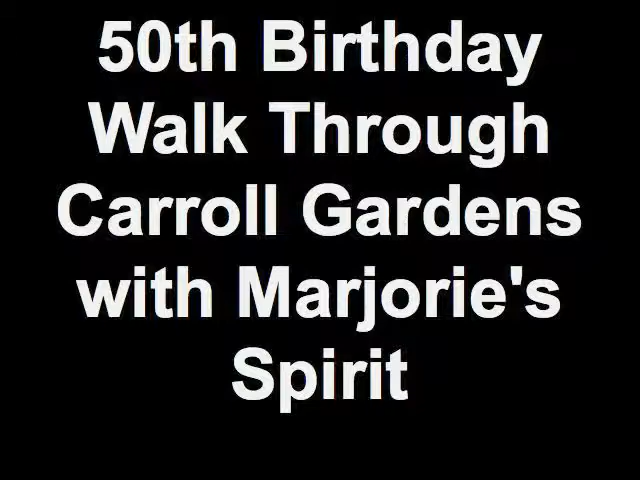 50th Birthday
Walk Through
Carroll Gardens
with Marjorie's
Spirit